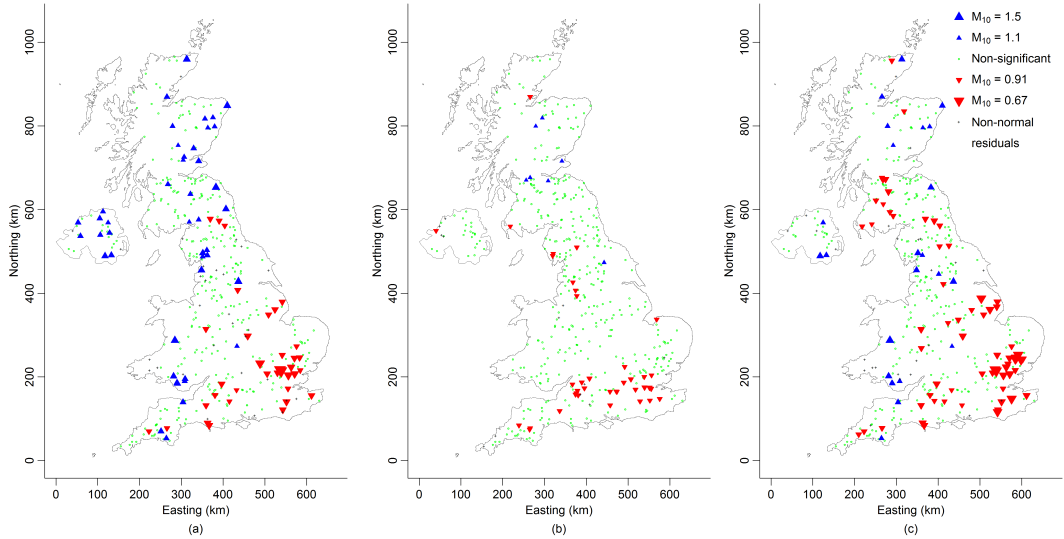 M10 = 1.5
M10 = 1.1
Non-significant
M10 = 0.91
M10 = 0.67
Non-normal
residuals
Northing (km)
0 200 400 600 800 1000
0 100 200 300 400 500 600
Easting (km)
(a)
Northing (km)
0 200 400 600 800 1000
0 100 200 300 400 500 600
Easting (km)
(b)
Northing (km)
0 200 400 600 800 1000
0 100 200 300 400 500 600
Easting (km)
(c)